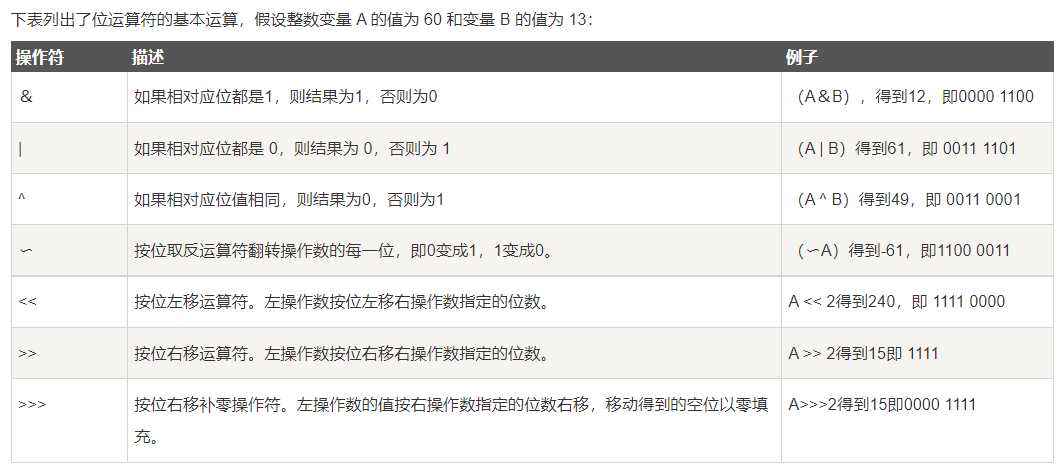 下表列出了位运算符的基本运算，假设整数变量 A 的值为 60 和变量 B 的值为 13：
操作符 描述 例子
＆ 如果相对应位都是1，则结果为1，否则为0 （A＆B），得到12，即0000 1100
| 如果相对应位都是 0，则结果为 0，否则为 1 （A | B）得到61，即 0011 1101
^ 如果相对应位值相同，则结果为0，否则为1 （A ^ B）得到49，即 0011 0001
〜 按位取反运算符翻转操作数的每一位，即0变成1，1变成0。 （〜A）得到-61，即1100 0011
<< 按位左移运算符。左操作数按位左移右操作数指定的位数。 A << 2得到240，即 1111 0000
>> 按位右移运算符。左操作数按位右移右操作数指定的位数。 A >> 2得到15即 1111
>>> 按位右移补零操作符。左操作数的值按右操作数指定的位数右移，移动得到的空位以零填 A>>>2得到15即0000 1111
充。